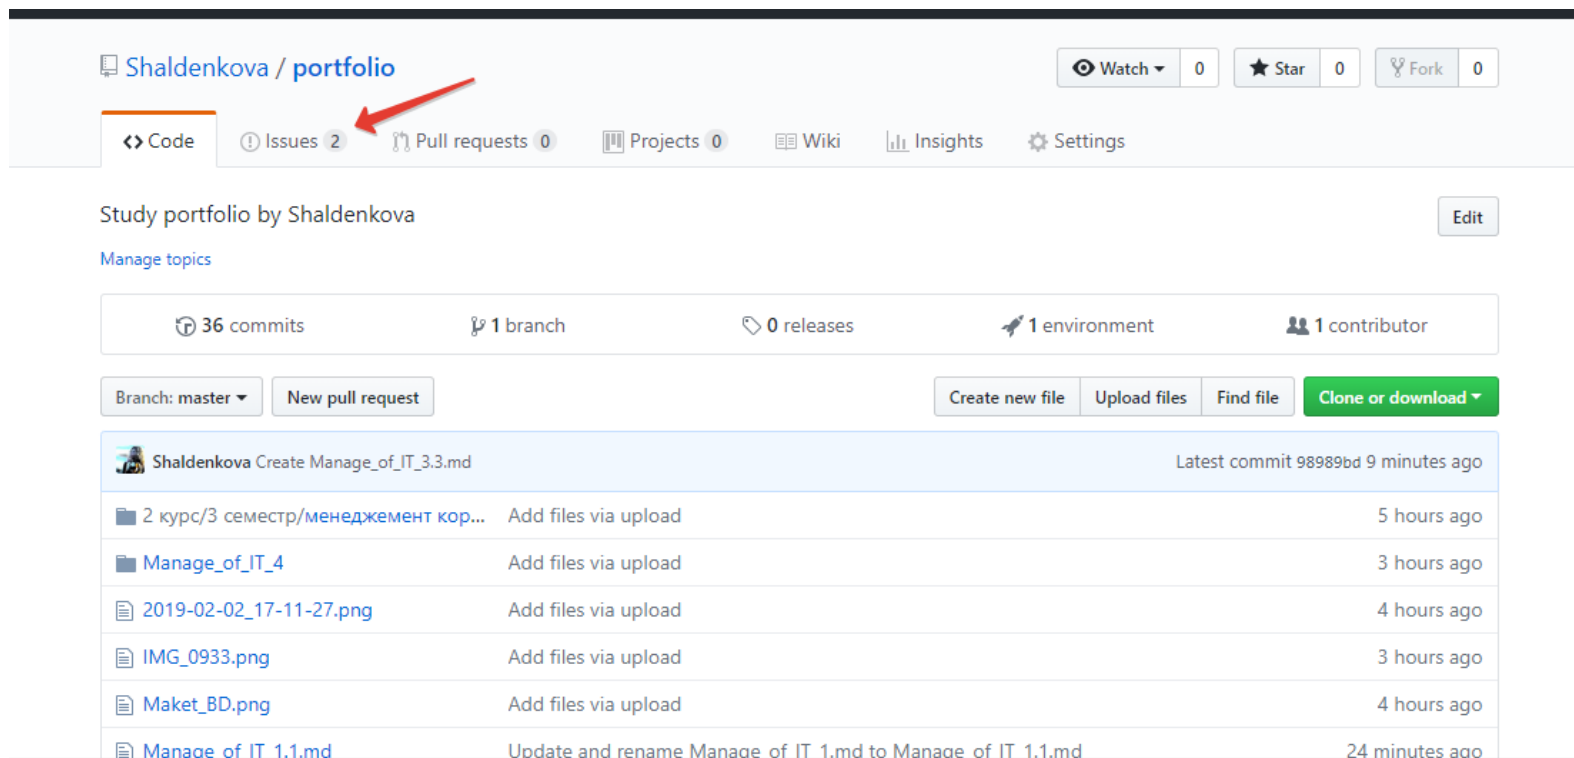 Shaldenkova / portfolio
Watch 0 Star 0 Fork 0
Code Issues 2 Pull requests 0 Projects 0 Wiki Insights Settings
Study portfolio by Shaldenkova
Edit
Manage topics
36 commits 1 branch 0 releases 1 environment 1 contributor
Branch: master New pull request Create new file Upload files Find file Clone or download
Shaldenkova Create Manage_of_IT_3.3.md Latest commit 98989bd 9 minutes ago
2 курс/3 семестр/менеджемент кор... Add files via upload 5 hours ago
Manage_of_IT_4 Add files via upload 3 hours ago
2019-02-02_17-11-27.png Add files via upload 4 hours ago
IMG_0933.png Add files via upload 3 hours ago
Maket_BD.png Add files via upload 4 hours ago
Manage_of_IT_1.1.md Update and rename Manage_of_IT_1.md to Manage_of_IT_1.1.md 24 minutes ago